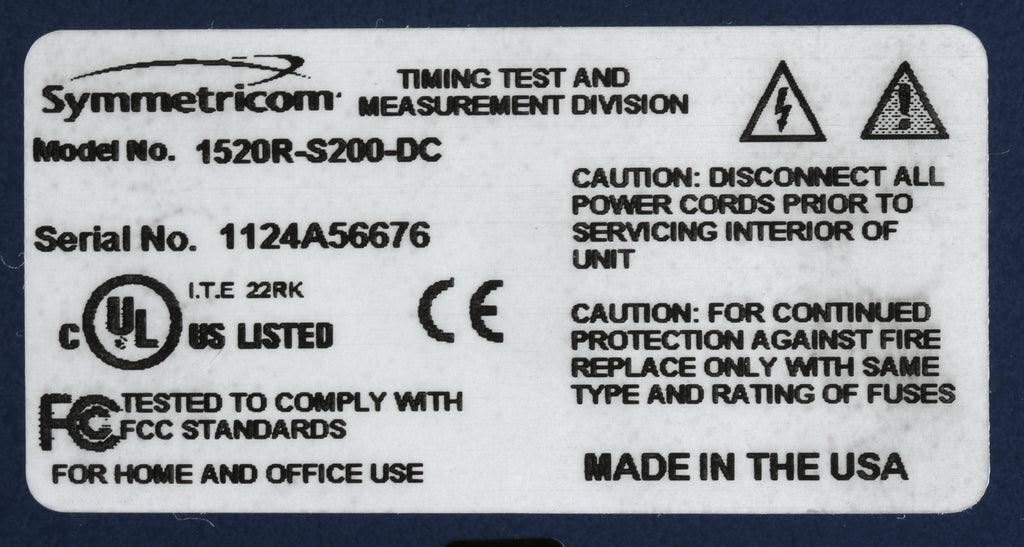 Symmetricom
TIMING TEST AND
MEASUREMENT DIVISION
Model No. 1520R-S200-DC
Serial No. 1124A56676
C UL US LISTED
I.T.E 22RK
CE
FC TESTED TO COMPLY WITH
FCC STANDARDS
FOR HOME AND OFFICE USE
CAUTION: DISCONNECT ALL
POWER CORDS PRIOR TO
SERVICING INTERIOR OF
UNIT
CAUTION: FOR CONTINUED
PROTECTION AGAINST FIRE
REPLACE ONLY WITH SAME
TYPE AND RATING OF FUSES
MADE IN THE USA